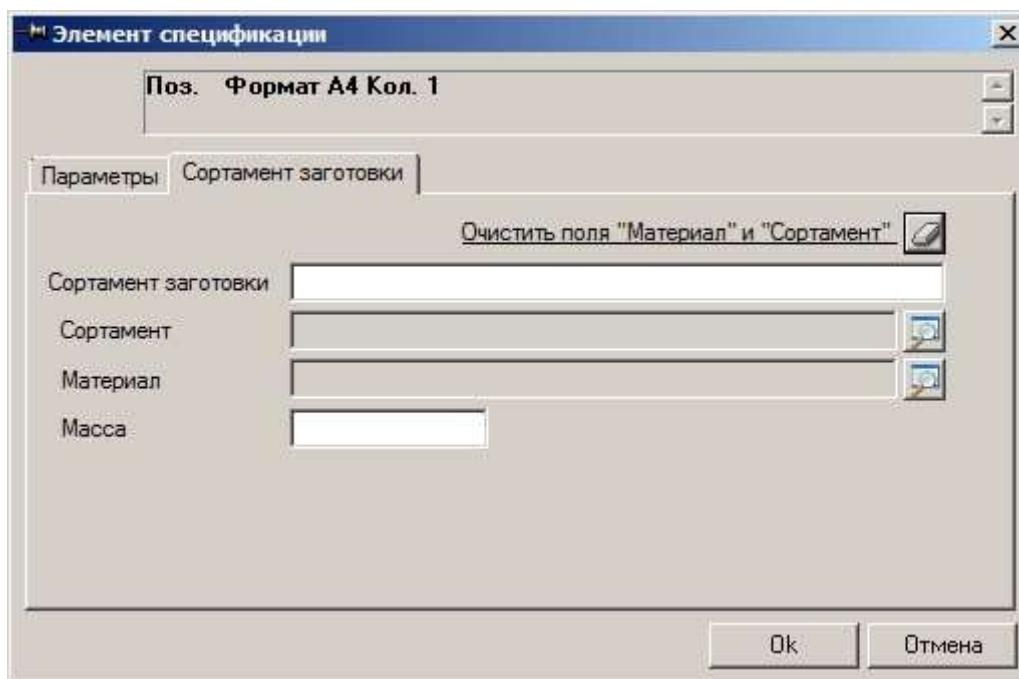 Элемент спецификации
Поз. Формат А4 Кол. 1
Параметры
Сортамент заготовки
Очистить поля "Материал" и "Сортамент"
Сортамент заготовки
Сортамент
Материал
Масса
Ok
Отмена